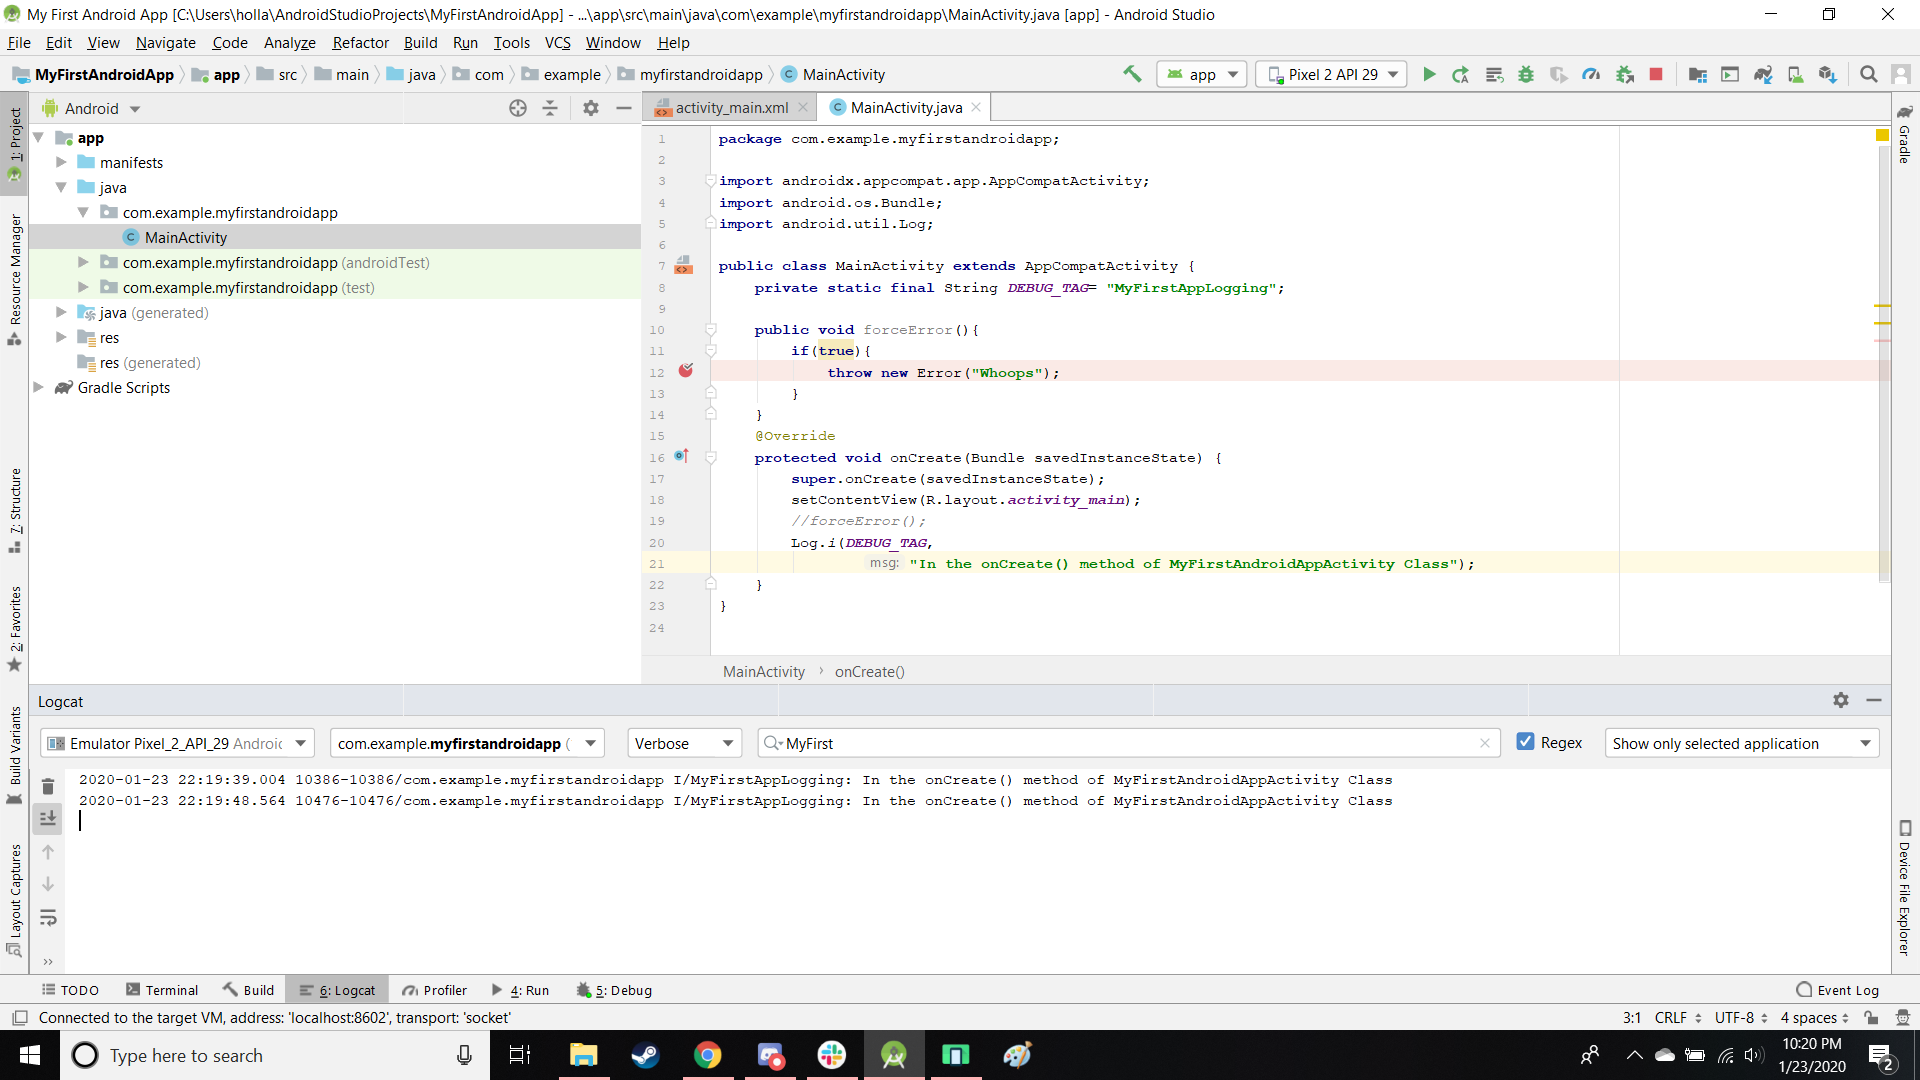 My First Android App [C:\Users\holla\AndroidStudioProjects\MyFirstAndroidApp] - ...\app\src\main\java\com\example\myfirstandroidapp\MainActivity.java [app] - Android Studio
File Edit View Navigate Code Analyze Refactor Build Run Tools VCS Window Help
MyFirstAndroidApp app src main java com example myfirstandroidapp MainActivity app Pixel 2 API 29
Android
activity_main.xml MainActivity.java
1: Project
Resource Manager
7: Structure
2: Favorites
Build Variants
Layout Captures
app
manifests
java
com.example.myfirstandroidapp
MainActivity
com.example.myfirstandroidapp (androidTest)
com.example.myfirstandroidapp (test)
java (generated)
res
res (generated)
Gradle Scripts
1 package com.example.myfirstandroidapp;
2
3 import androidx.appcompat.app.AppCompatActivity;
4 import android.os.Bundle;
5 import android.util.Log;
6
7 public class MainActivity extends AppCompatActivity {
8 private static final String DEBUG_TAG= "MyFirstAppLogging";
9
10 public void forceError(){
11 if(true){
12 throw new Error("Whoops");
13 }
14 }
15 @Override
16 protected void onCreate(Bundle savedInstanceState) {
17 super.onCreate(savedInstanceState);
18 setContentView(R.layout.activity_main);
19 //forceError();
20 Log.i(DEBUG_TAG,
21 msg: "In the onCreate() method of MyFirstAndroidAppActivity Class");
22 }
23 }
24
MainActivity › onCreate()
Gradle
Device File Explorer
Logcat
Emulator Pixel_2_API_29 Androic com.example.myfirstandroidapp ( Verbose MyFirst Regex Show only selected application
2020-01-23 22:19:39.004 10386-10386/com.example.myfirstandroidapp I/MyFirstAppLogging: In the onCreate() method of MyFirstAndroidAppActivity Class
2020-01-23 22:19:48.564 10476-10476/com.example.myfirstandroidapp I/MyFirstAppLogging: In the onCreate() method of MyFirstAndroidAppActivity Class
TODO Terminal Build 6: Logcat Profiler 4: Run 5: Debug Event Log
Connected to the target VM, address: 'localhost:8602', transport: 'socket' 3:1 CRLF UTF-8 4 spaces
Type here to search
10:20 PM
1/23/2020
2